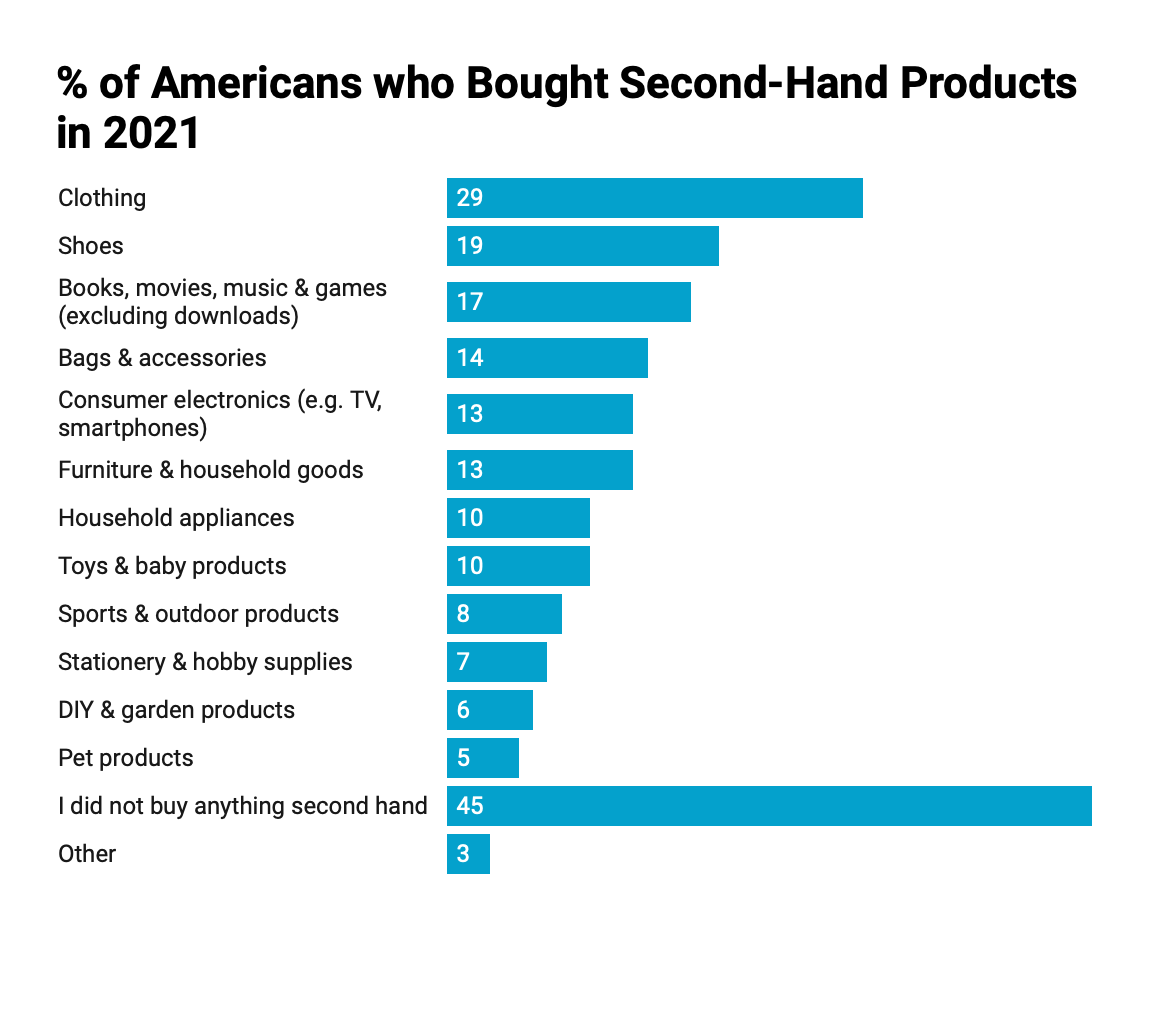 % of Americans who Bought Second-Hand Products
in 2021
Clothing 29
Shoes 19
Books, movies, music & games
(excluding downloads) 17
Bags & accessories 14
Consumer electronics (e.g. TV,
smartphones) 13
Furniture & household goods 13
Household appliances 10
Toys & baby products 10
Sports & outdoor products 8
Stationery & hobby supplies 7
DIY & garden products 6
Pet products 5
I did not buy anything second hand 45
Other 3